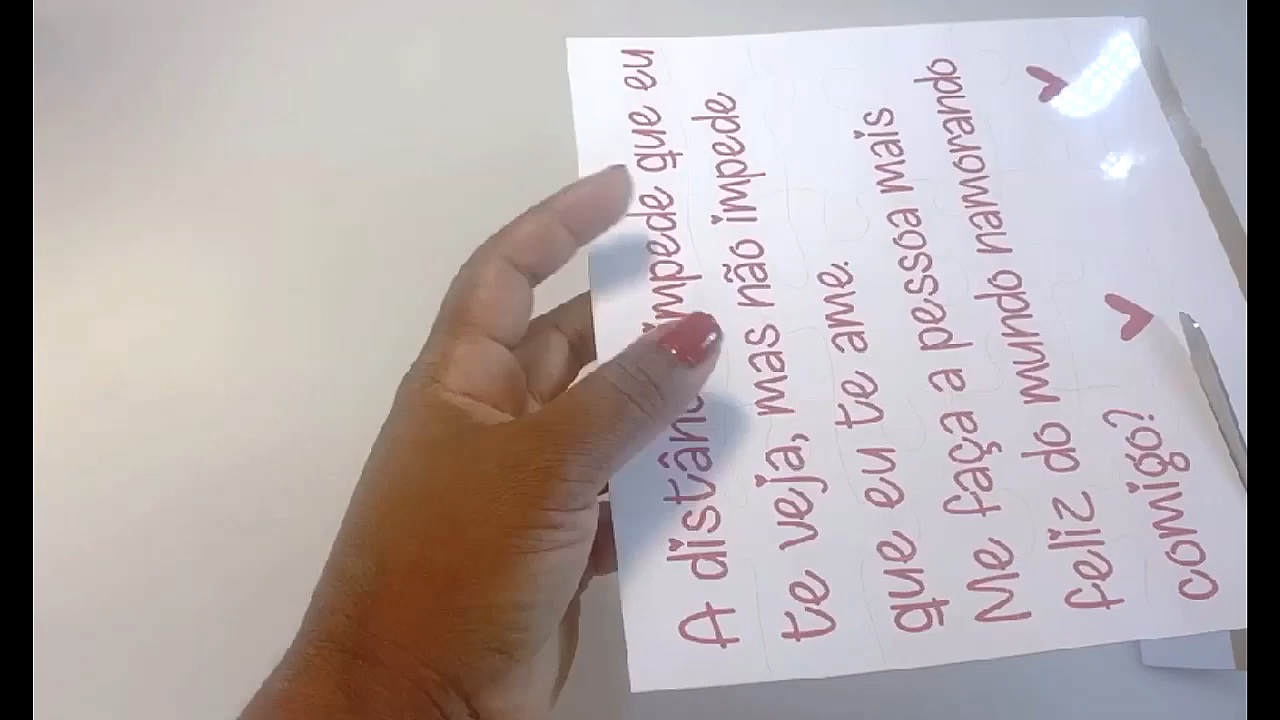 A distân mpede que eu
te veja, mas não impede
que eu te ame.
Me faça a pessoa mais
feliz do mundo namorando
comigo?